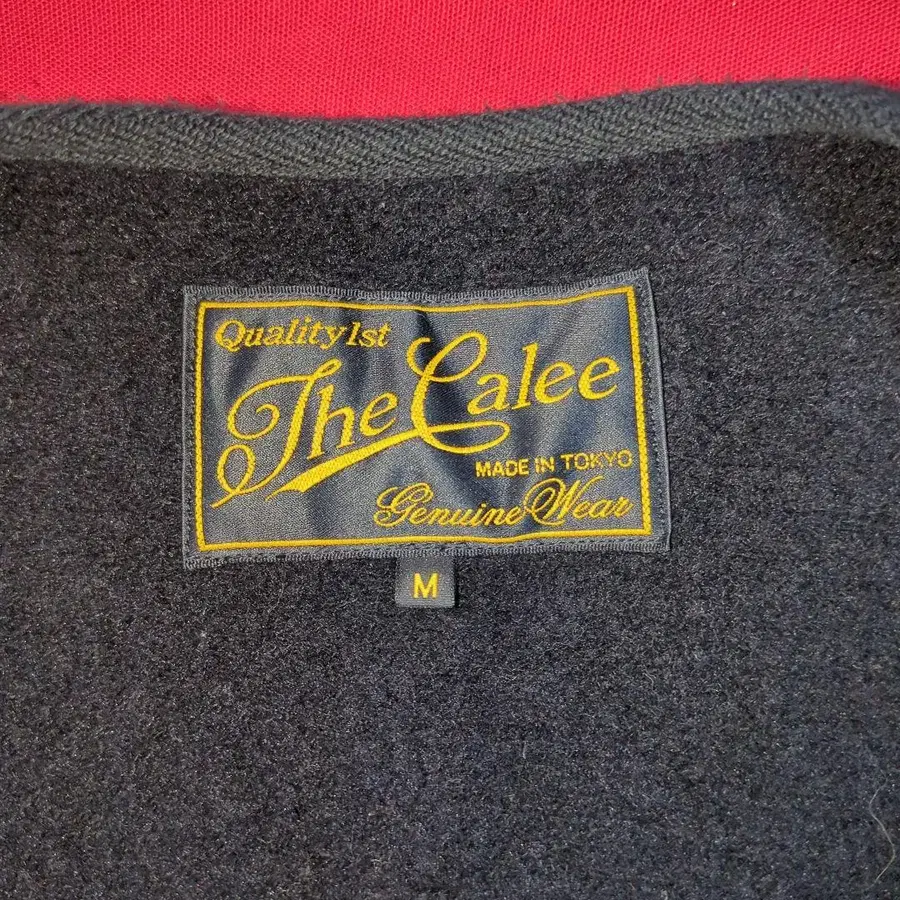 Quality 1st
The Calee
MADE IN TOKYO
Genuine Wear
M